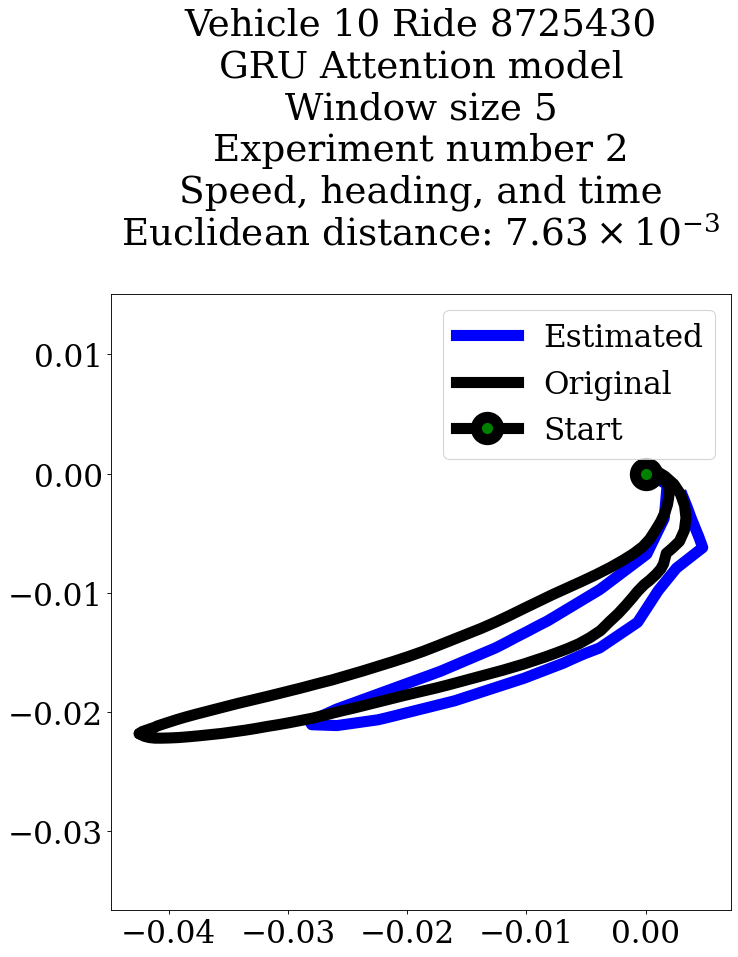 Vehicle 10 Ride 8725430
GRU Attention model
Window size 5
Experiment number 2
Speed, heading, and time
Euclidean distance: 7.63 × 10⁻³
Estimated
Original
Start
0.01
0.00
−0.01
−0.02
−0.03
−0.04 −0.03 −0.02 −0.01 0.00